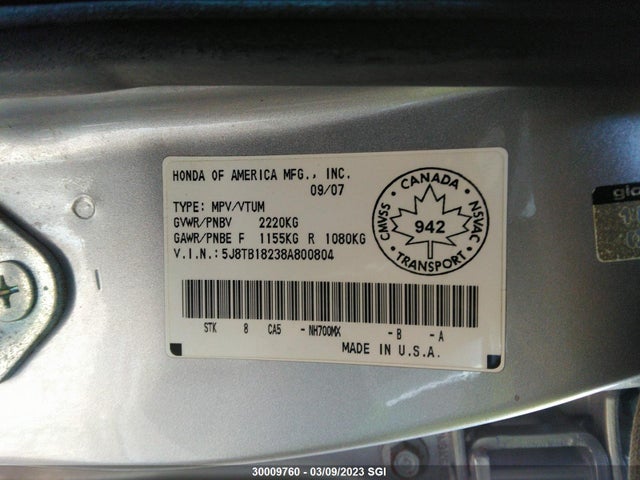 HONDA OF AMERICA MFG., INC.
09/07
TYPE: MPV/VTUM
GVWR/PNBV 2220KG
GAWR/PNBE F 1155KG R 1080KG
V.I.N.: 5J8TB18238A800804
CANADA
CMVSS 942 NSVAC
TRANSPORT
STK 8 CA5 -NH700MX -B -A
MADE IN U.S.A.
30009760 - 03/09/2023 SGI